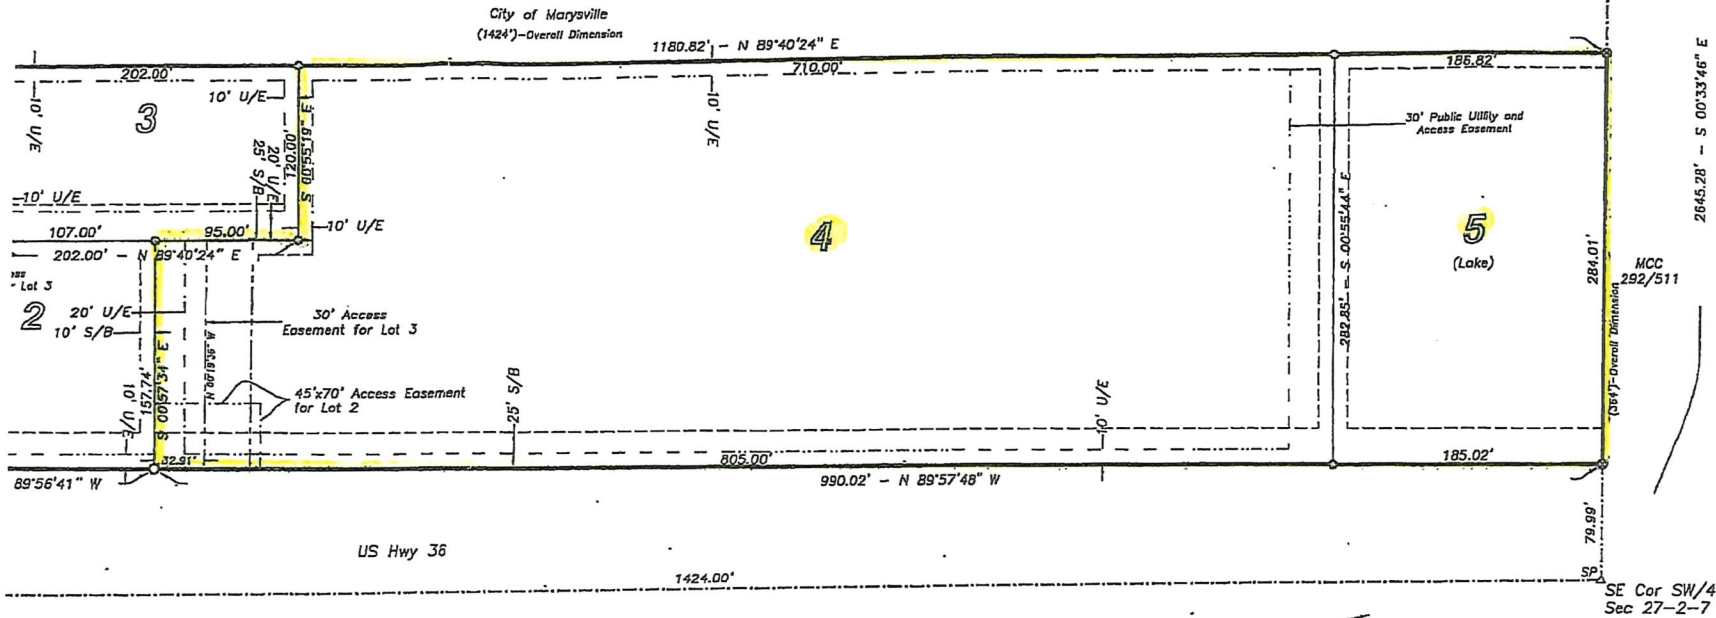 City of Marysville
(1424')-Overall Dimension
1180.82' - N 89°40'24" E
202.00'
710.00'
186.82'
10' U/E
10' U/E
3
120.00'
S 00°55'19" E
20' U/E
25' S/B
10' U/E
30' Public Utility and
Access Easement
2645.28' - S 00°33'46" E
10' U/E
10' U/E
107.00'
95.00'
202.00' - N 89°40'24" E
4
5
(Lake)
282.85' - S 00°55'44" E
284.01'
(364')-Overall Dimension
MCC
292/511
Lot 3
2
20' U/E
10' S/B
30' Access
Easement for Lot 3
N 00°19'36" W
157.74'
S 00°57'34" E
10' U/E
45'x70' Access Easement
for Lot 2
25' S/B
10' U/E
32.91'
805.00'
185.02'
89°56'41" W
990.02' - N 89°57'48" W
79.99'
US Hwy 36
1424.00'
SP
SE Cor SW/4
Sec 27-2-7